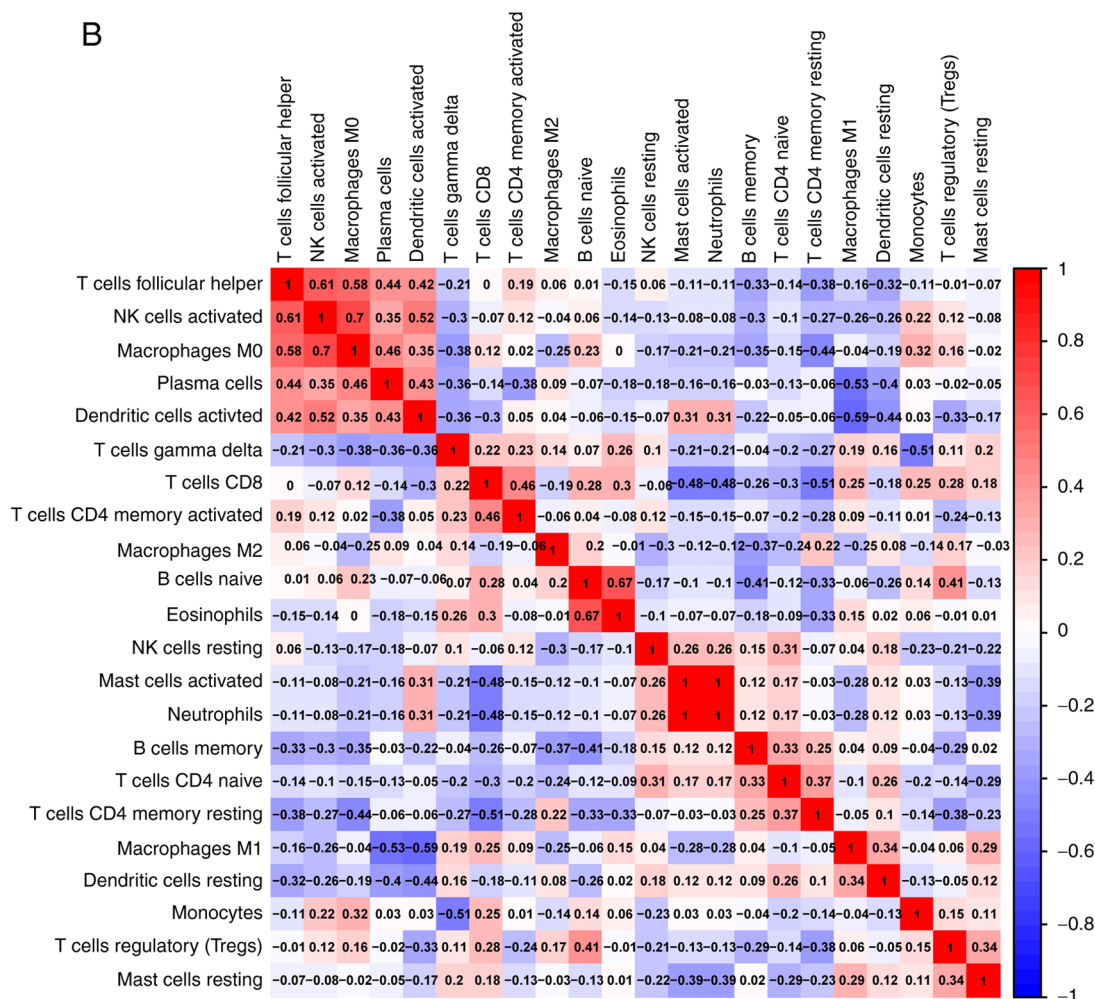 B
T cells follicular helper
NK cells activated
Macrophages M0
Plasma cells
Dendritic cells activated
T cells gamma delta
T cells CD8
T cells CD4 memory activated
Macrophages M2
B cells naive
Eosinophils
NK cells resting
Mast cells activated
Neutrophils
B cells memory
T cells CD4 naive
T cells CD4 memory resting
Macrophages M1
Dendritic cells resting
Monocytes
T cells regulatory (Tregs)
Mast cells resting
T cells follicular helper 1 0.61 0.58 0.44 0.42 −0.21 0 0.19 0.06 0.01 −0.15 0.06 −0.11 −0.11 −0.33 −0.14 −0.38 −0.16 −0.32 −0.11 −0.01 −0.07
NK cells activated 0.61 1 0.7 0.35 0.52 −0.3 −0.07 0.12 −0.04 0.06 −0.14 −0.13 −0.08 −0.08 −0.3 −0.1 −0.27 −0.26 −0.26 0.22 0.12 −0.08
Macrophages M0 0.58 0.7 1 0.46 0.35 −0.38 0.12 0.02 −0.25 0.23 0 −0.17 −0.21 −0.21 −0.35 −0.15 −0.44 −0.04 −0.19 0.32 0.16 −0.02
Plasma cells 0.44 0.35 0.46 1 0.43 −0.36 −0.14 −0.38 0.09 −0.07 −0.18 −0.18 −0.16 −0.16 −0.03 −0.13 −0.06 −0.53 −0.4 0.03 −0.02 −0.05
Dendritic cells activted 0.42 0.52 0.35 0.43 1 −0.36 −0.3 0.05 0.04 −0.06 −0.15 −0.07 0.31 0.31 −0.22 −0.05 −0.06 −0.59 −0.44 0.03 −0.33 −0.17
T cells gamma delta −0.21 −0.3 −0.38 −0.36 −0.36 1 0.22 0.23 0.14 0.07 0.26 0.1 −0.21 −0.21 −0.04 −0.2 −0.27 0.19 0.16 −0.51 0.11 0.2
T cells CD8 0 −0.07 0.12 −0.14 −0.3 0.22 1 0.46 −0.19 0.28 0.3 −0.06 −0.48 −0.48 −0.26 −0.3 −0.51 0.25 −0.18 0.25 0.28 0.18
T cells CD4 memory activated 0.19 0.12 0.02 −0.38 0.05 0.23 0.46 1 −0.06 0.04 −0.08 0.12 −0.15 −0.15 −0.07 −0.2 −0.28 0.09 −0.11 0.01 −0.24 −0.13
Macrophages M2 0.06 −0.04 −0.25 0.09 0.04 0.14 −0.19 −0.06 1 0.2 −0.01 −0.3 −0.12 −0.12 −0.37 −0.24 0.22 −0.25 0.08 −0.14 0.17 −0.03
B cells naive 0.01 0.06 0.23 −0.07 −0.06 0.07 0.28 0.04 0.2 1 0.67 −0.17 −0.1 −0.1 −0.41 −0.12 −0.33 −0.06 −0.26 0.14 0.41 −0.13
Eosinophils −0.15 −0.14 0 −0.18 −0.15 0.26 0.3 −0.08 −0.01 0.67 1 −0.1 −0.07 −0.07 −0.18 −0.09 −0.33 0.15 0.02 0.06 −0.01 0.01
NK cells resting 0.06 −0.13 −0.17 −0.18 −0.07 0.1 −0.06 0.12 −0.3 −0.17 −0.1 1 0.26 0.26 0.15 0.31 −0.07 0.04 0.18 −0.23 −0.21 −0.22
Mast cells activated −0.11 −0.08 −0.21 −0.16 0.31 −0.21 −0.48 −0.15 −0.12 −0.1 −0.07 0.26 1 1 0.12 0.17 −0.03 −0.28 0.12 0.03 −0.13 −0.39
Neutrophils −0.11 −0.08 −0.21 −0.16 0.31 −0.21 −0.48 −0.15 −0.12 −0.1 −0.07 0.26 1 1 0.12 0.17 −0.03 −0.28 0.12 0.03 −0.13 −0.39
B cells memory −0.33 −0.3 −0.35 −0.03 −0.22 −0.04 −0.26 −0.07 −0.37 −0.41 −0.18 0.15 0.12 0.12 1 0.33 0.25 0.04 0.09 −0.04 −0.29 0.02
T cells CD4 naive −0.14 −0.1 −0.15 −0.13 −0.05 −0.2 −0.3 −0.2 −0.24 −0.12 −0.09 0.31 0.17 0.17 0.33 1 0.37 −0.1 0.26 −0.2 −0.14 −0.29
T cells CD4 memory resting −0.38 −0.27 −0.44 −0.06 −0.06 −0.27 −0.51 −0.28 0.22 −0.33 −0.33 −0.07 −0.03 −0.03 0.25 0.37 1 −0.05 0.1 −0.14 −0.38 −0.23
Macrophages M1 −0.16 −0.26 −0.04 −0.53 −0.59 0.19 0.25 0.09 −0.25 −0.06 0.15 0.04 −0.28 −0.28 0.04 −0.1 −0.05 1 0.34 −0.04 0.06 0.29
Dendritic cells resting −0.32 −0.26 −0.19 −0.4 −0.44 0.16 −0.18 −0.11 0.08 −0.26 0.02 0.18 0.12 0.12 0.09 0.26 0.1 0.34 1 −0.13 −0.05 0.12
Monocytes −0.11 0.22 0.32 0.03 0.03 −0.51 0.25 0.01 −0.14 0.14 0.06 −0.23 0.03 0.03 −0.04 −0.2 −0.14 −0.04 −0.13 1 0.15 0.11
T cells regulatory (Tregs) −0.01 0.12 0.16 −0.02 −0.33 0.11 0.28 −0.24 0.17 0.41 −0.01 −0.21 −0.13 −0.13 −0.29 −0.14 −0.38 0.06 −0.05 0.15 1 0.34
Mast cells resting −0.07 −0.08 −0.02 −0.05 −0.17 0.2 0.18 −0.13 −0.03 −0.13 0.01 −0.22 −0.39 −0.39 0.02 −0.29 −0.23 0.29 0.12 0.11 0.34 1
1
0.8
0.6
0.4
0.2
0
−0.2
−0.4
−0.6
−0.8
−1